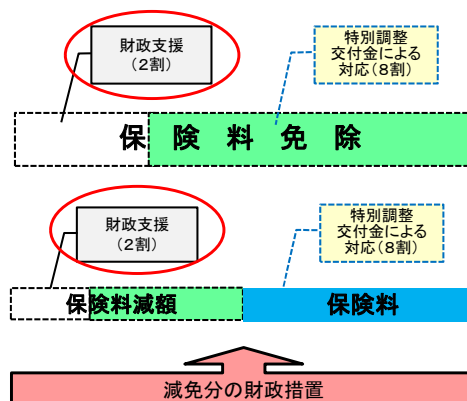 財政支援
（2割）
特別調整
交付金による
対応（8割）
保険料免除
財政支援
（2割）
特別調整
交付金による
対応（8割）
保険料減額
保険料
減免分の財政措置